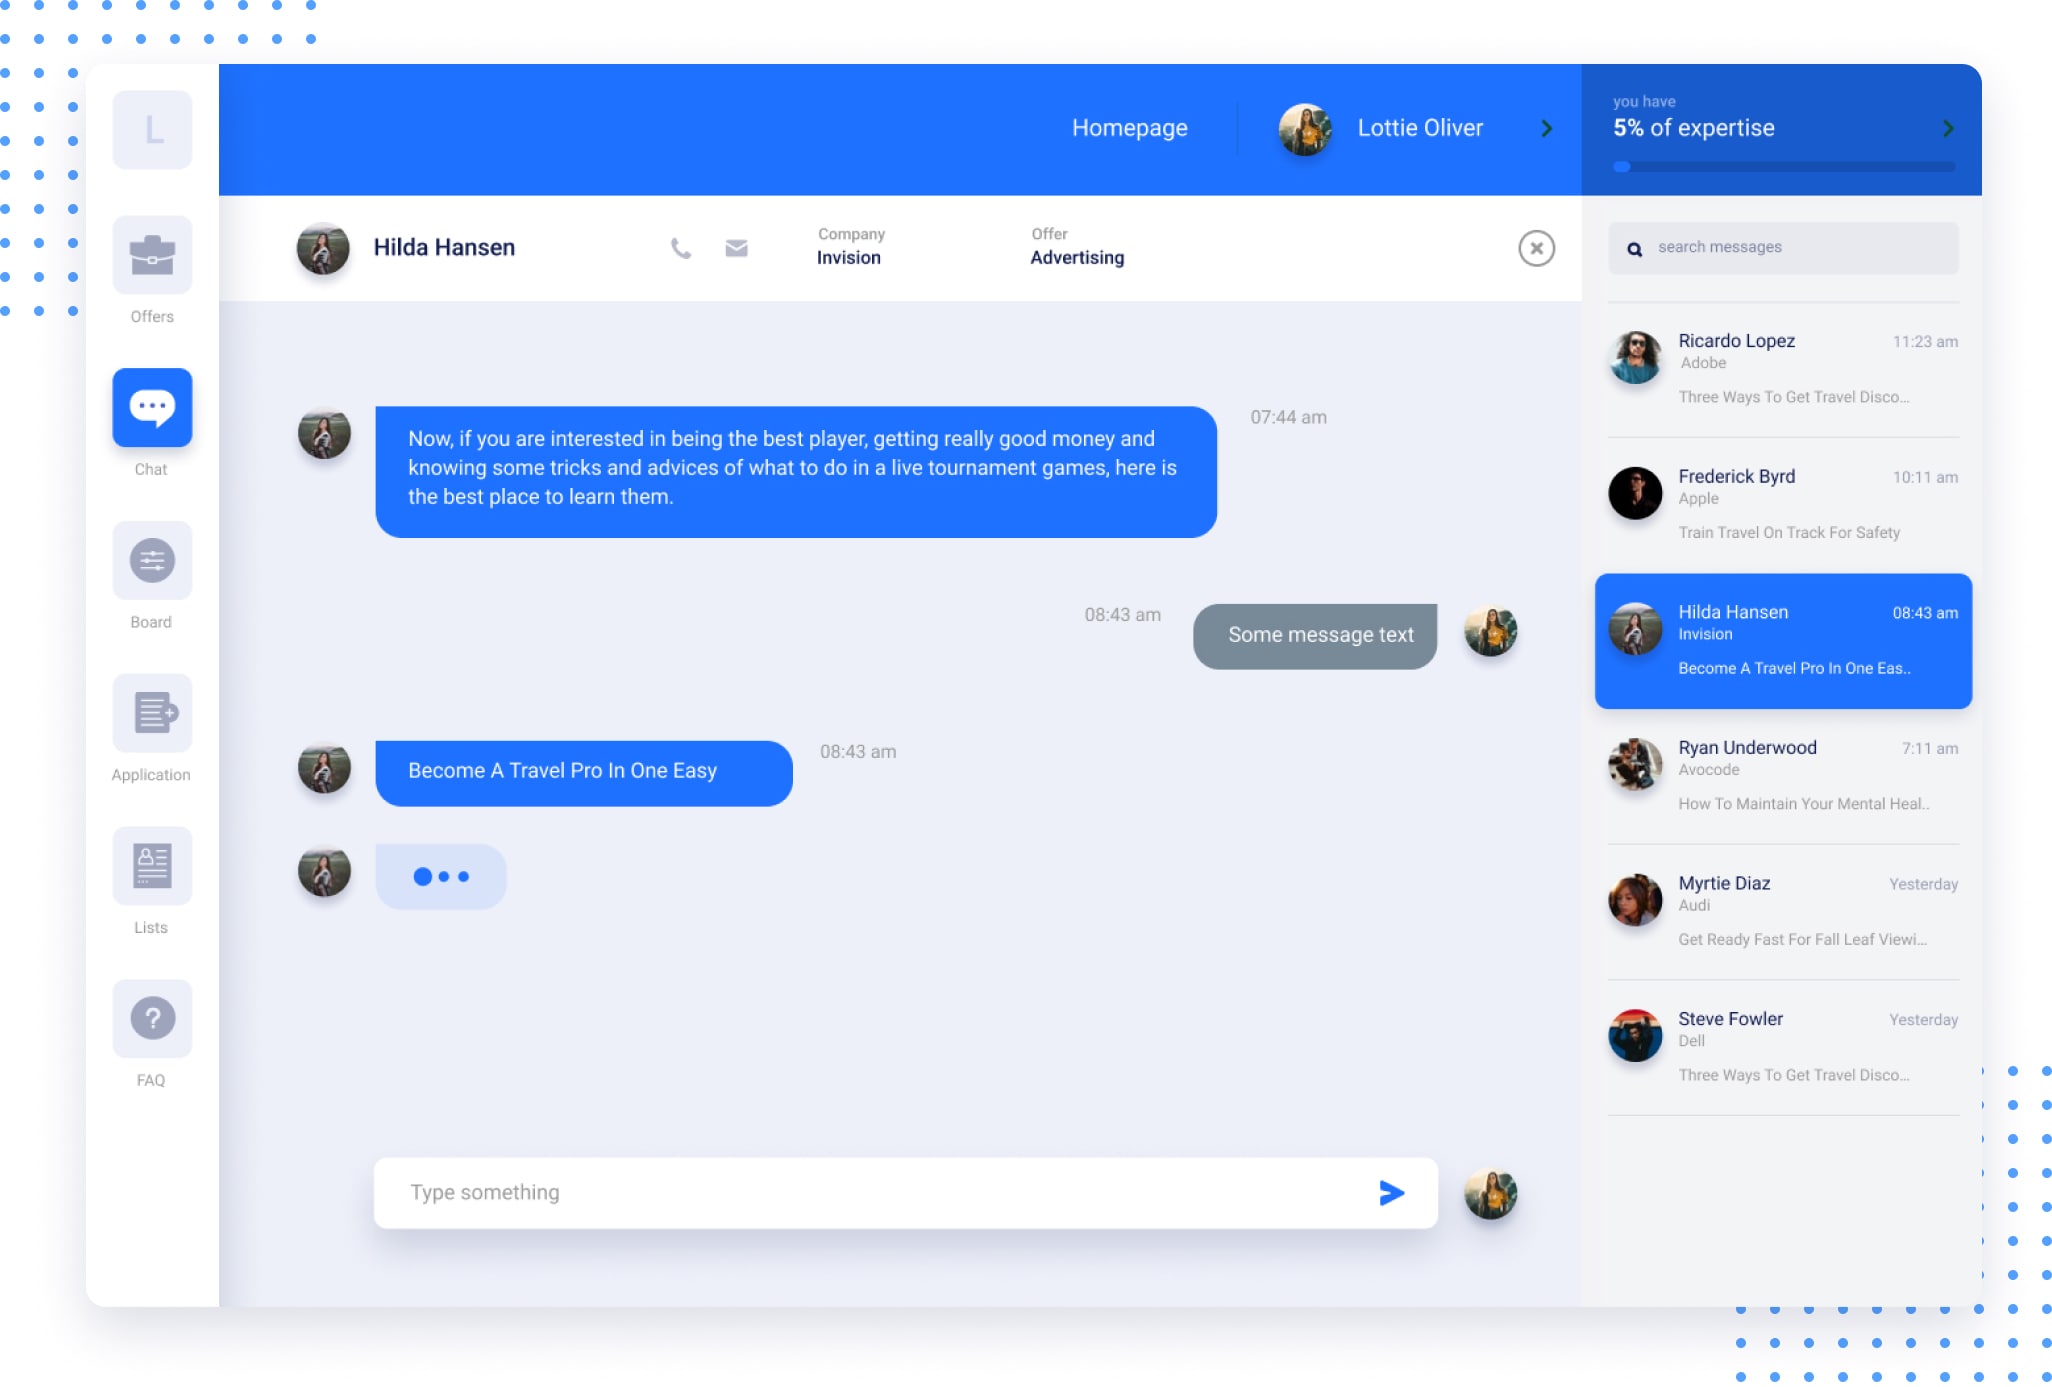 L
Offers
Chat
Board
Application
Lists
?
FAQ
Homepage
Lottie Oliver
you have
5% of expertise
Hilda Hansen
Company
Invision
Offer
Advertising
Now, if you are interested in being the best player, getting really good money and
knowing some tricks and advices of what to do in a live tournament games, here is
the best place to learn them.
07:44 am
08:43 am
Some message text
Become A Travel Pro In One Easy
08:43 am
Type something
search messages
Ricardo Lopez
11:23 am
Adobe
Three Ways To Get Travel Disco...
Frederick Byrd
10:11 am
Apple
Train Travel On Track For Safety
Hilda Hansen
08:43 am
Invision
Become A Travel Pro In One Eas..
Ryan Underwood
7:11 am
Avocode
How To Maintain Your Mental Heal..
Myrtie Diaz
Yesterday
Audi
Get Ready Fast For Fall Leaf Viewi...
Steve Fowler
Yesterday
Dell
Three Ways To Get Travel Disco...